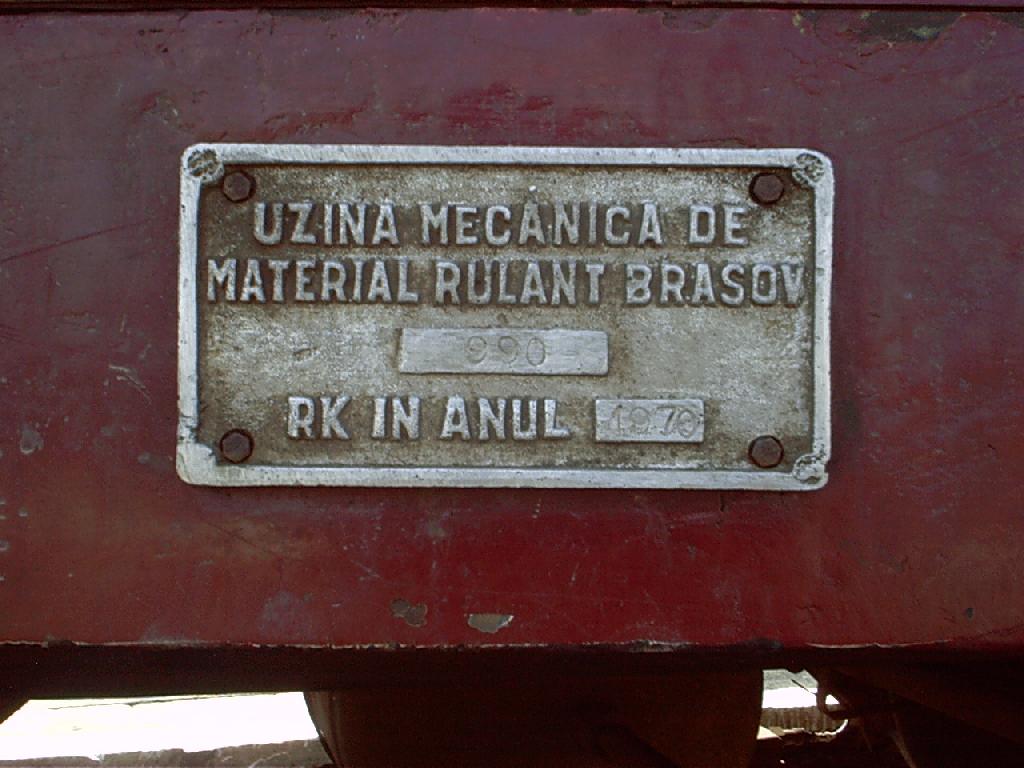 UZINA MECANICA DE
MATERIAL RULANT BRASOV
990
RK IN ANUL 1970